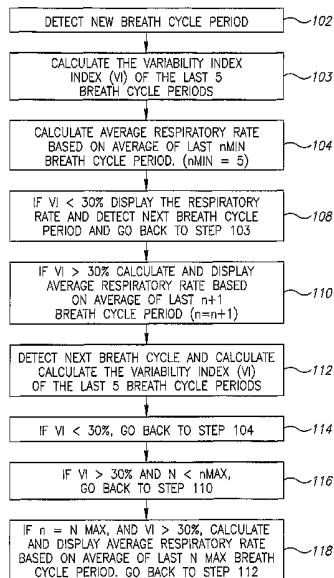 DETECT NEW BREATH CYCLE PERIOD
102
CALCULATE THE VARIABILITY INDEX
INDEX (VI) OF THE LAST 5
BREATH CYCLE PERIODS
103
CALCULATE AVERAGE RESPIRATORY RATE
BASED ON AVERAGE OF LAST nMIN
BREATH CYCLE PERIOD. (nMIN = 5)
104
IF VI < 30% DISPLAY THE RESPIRATORY
RATE AND DETECT NEXT BREATH CYCLE
PERIOD AND GO BACK TO STEP 103
108
IF VI > 30% CALCULATE AND DISPLAY
AVERAGE RESPIRATORY RATE BASED
ON AVERAGE OF LAST n+1
BREATH CYCLE PERIOD (n=n+1)
110
DETECT NEXT BREATH CYCLE AND CALCULATE
CALCULATE THE VARIABILITY INDEX (VI)
OF THE LAST 5 BREATH CYCLE PERIODS
112
IF VI < 30%, GO BACK TO STEP 104
114
IF VI > 30% AND N < nMAX,
GO BACK TO STEP 110
116
IF n = N MAX, AND VI > 30%, CALCULATE
AND DISPLAY AVERAGE RESPIRATORY RATE
BASED ON AVERAGE OF LAST N MAX BREATH
CYCLE PERIOD. GO BACK TO STEP 112
118